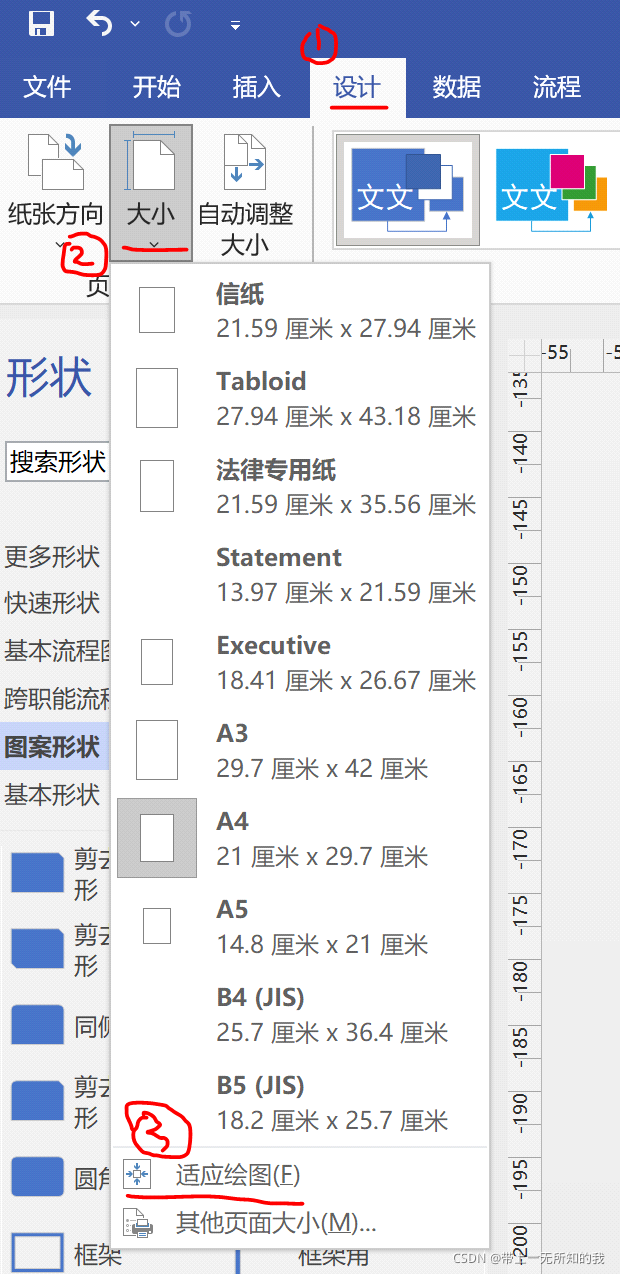 1
文件 开始 插入 设计 数据 流程
纸张方向 大小 自动调整
大小
文文 文文
2
页
形状
搜索形状
更多形状
快速形状
基本流程图
跨职能流程
图案形状
基本形状
剪去
形
剪去
形
同侧
剪去
形
圆角
框架
框架用
信纸
21.59 厘米 x 27.94 厘米
Tabloid
27.94 厘米 x 43.18 厘米
法律专用纸
21.59 厘米 x 35.56 厘米
Statement
13.97 厘米 x 21.59 厘米
Executive
18.41 厘米 x 26.67 厘米
A3
29.7 厘米 x 42 厘米
A4
21 厘米 x 29.7 厘米
A5
14.8 厘米 x 21 厘米
B4 (JIS)
25.7 厘米 x 36.4 厘米
B5 (JIS)
18.2 厘米 x 25.7 厘米
3
适应绘图(F)
其他页面大小(M)...
-55
-135
-140
-145
-150
-155
-160
-165
-170
-175
-180
-185
-190
-195
-200
CSDN @带上一无所知的我